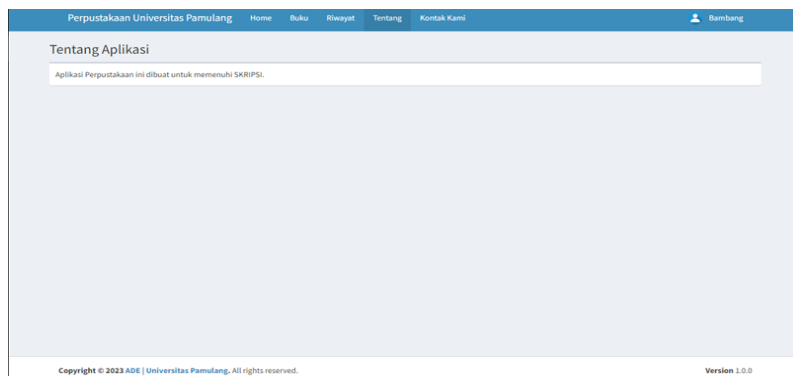 Perpustakaan Universitas Pamulang Home Buku Riwayat Tentang Kontak Kami Bambang
Tentang Aplikasi
Aplikasi Perpustakaan ini dibuat untuk memenuhi SKRIPSI.
Copyright © 2023 ADE | Universitas Pamulang. All rights reserved. Version 1.0.0